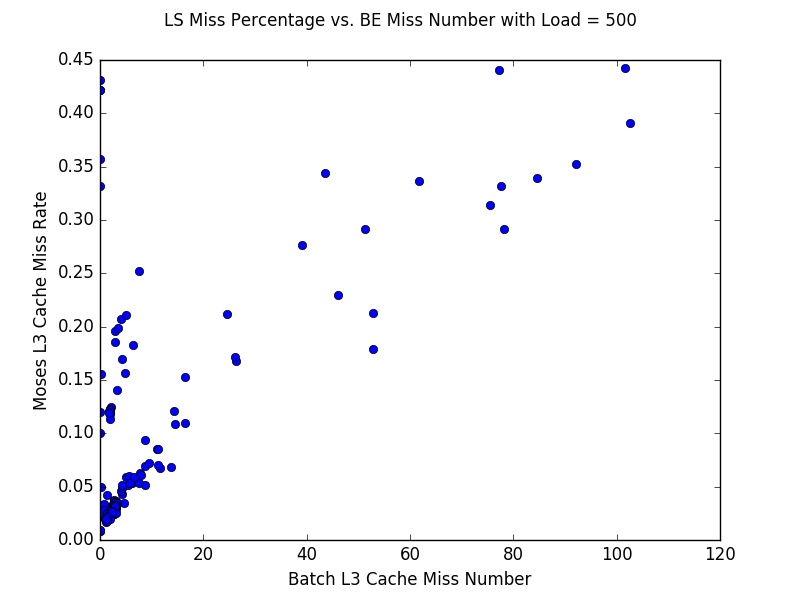 LS Miss Percentage vs. BE Miss Number with Load = 500
0.45
0.40
0.35
0.30
0.25
0.20
0.15
0.10
0.05
0.00
Moses L3 Cache Miss Rate
0 20 40 60 80 100 120
Batch L3 Cache Miss Number